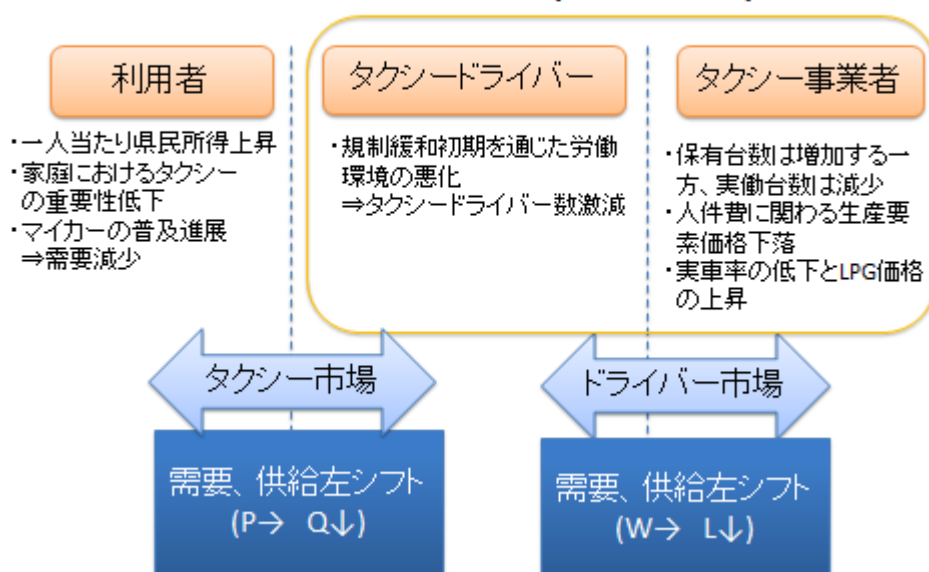 利用者
・一人当たり県民所得上昇
・家庭におけるタクシー
の重要性低下
・マイカーの普及進展
⇒需要減少
タクシードライバー
・規制緩和初期を通じた労働
環境の悪化
⇒タクシードライバー数激減
タクシー事業者
・保有台数は増加する一
方、実働台数は減少
・人件費に関わる生産要
素価格下落
・実車率の低下とLPG価格
の上昇
タクシー市場
ドライバー市場
需要、供給左シフト
(P→ Q↓)
需要、供給左シフト
(W→ L↓)